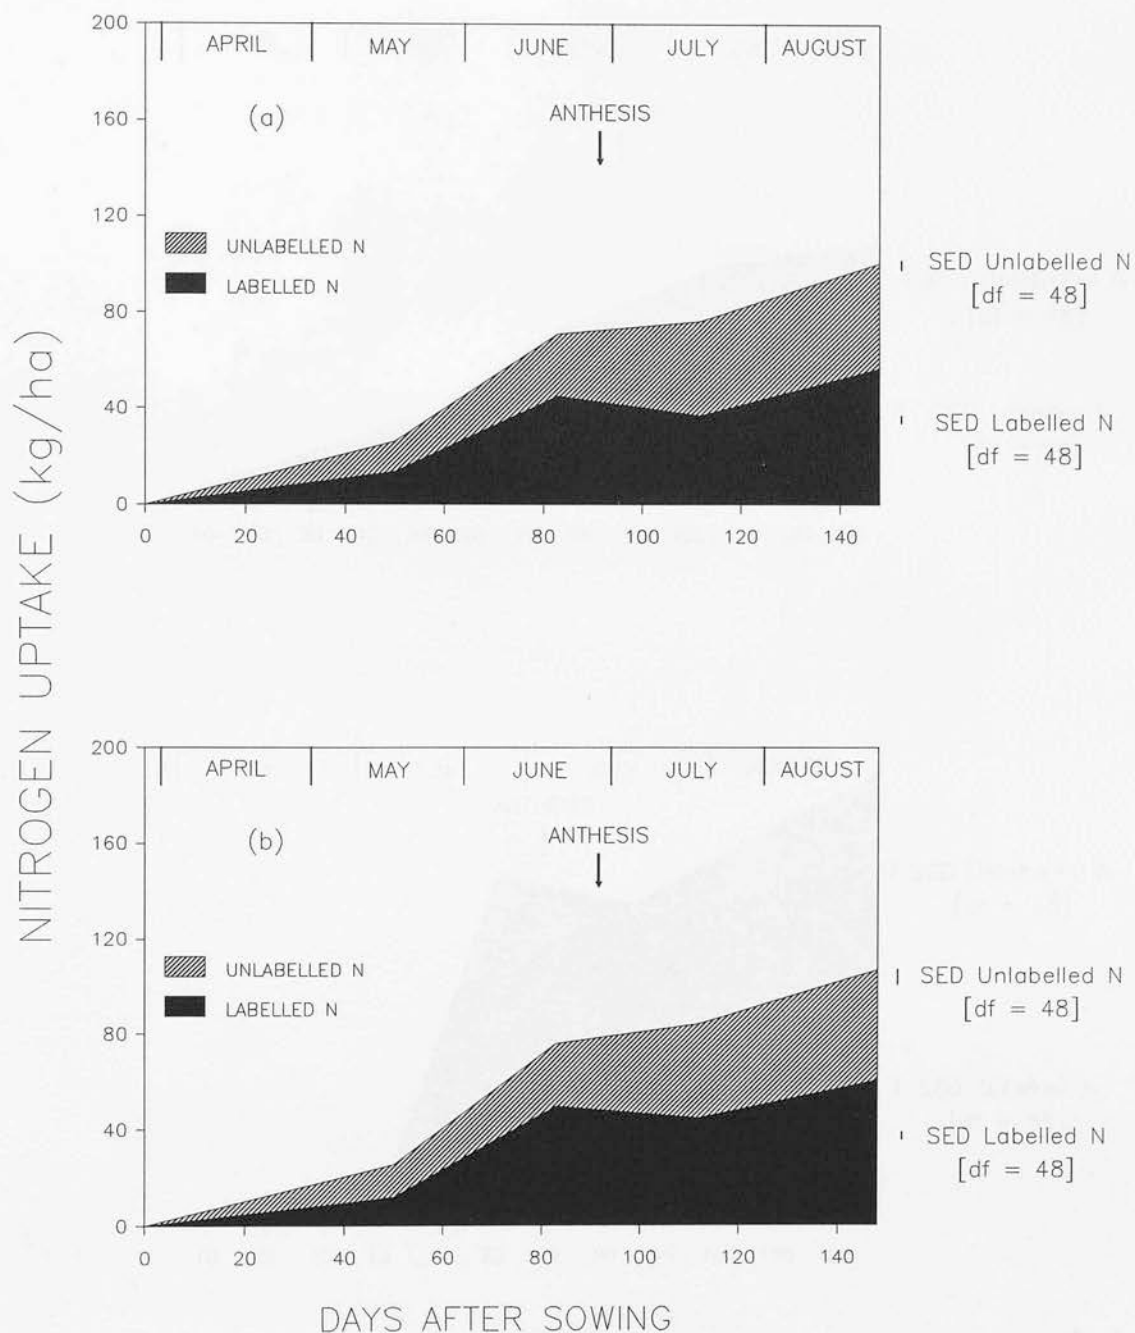 NITROGEN UPTAKE (kg/ha)
200
APRIL MAY JUNE JULY AUGUST
160
(a)
ANTHESIS
120
UNLABELLED N
LABELLED N
80
40
0
0 20 40 60 80 100 120 140
SED Unlabelled N
[df = 48]
SED Labelled N
[df = 48]
200
APRIL MAY JUNE JULY AUGUST
160
(b)
ANTHESIS
120
UNLABELLED N
LABELLED N
80
40
0
0 20 40 60 80 100 120 140
SED Unlabelled N
[df = 48]
SED Labelled N
[df = 48]
DAYS AFTER SOWING